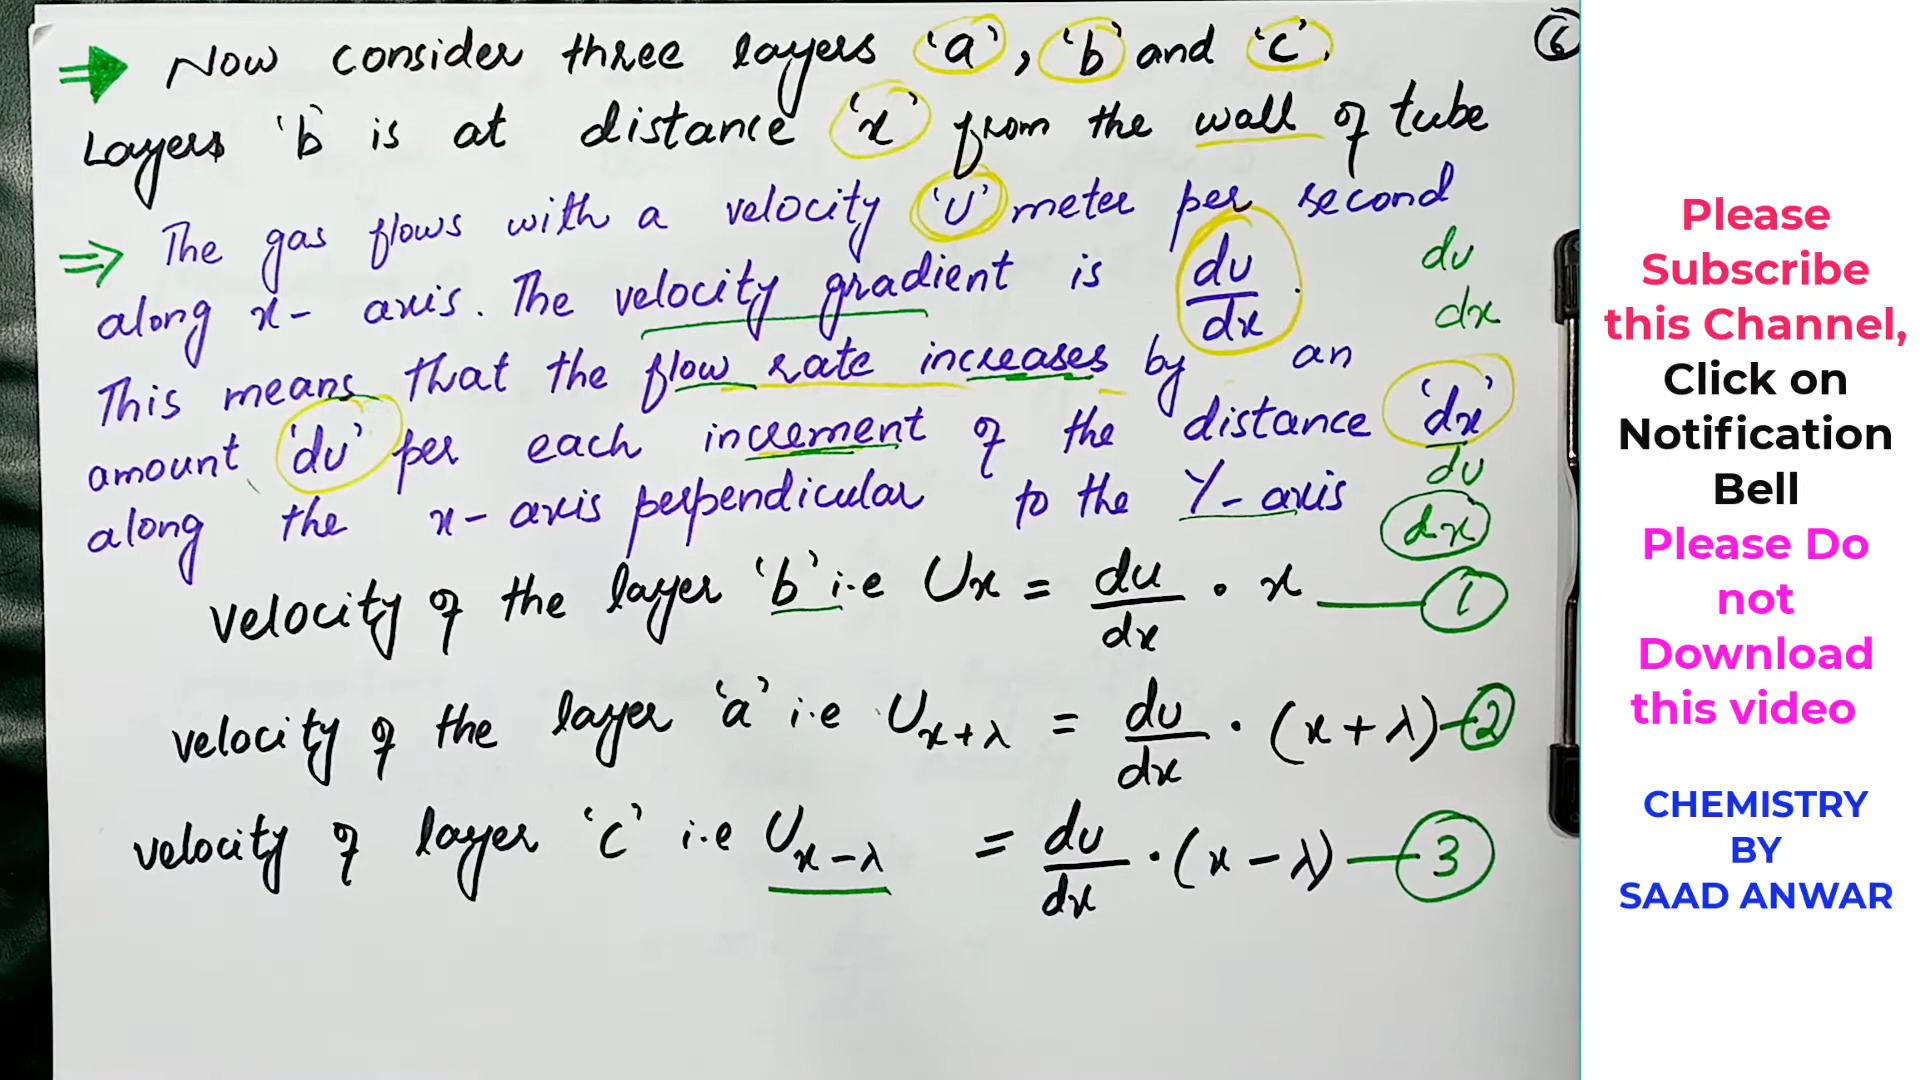 Now consider three layers 'a', 'b' and 'c'.
6
Layers 'b' is at distance 'x' from the wall of tube
The gas flows with a velocity 'U' meter per second
along x- axis. The velocity gradient is du/dx.
du
dx
This means that the flow rate increases by an
amount 'du' per each increment of the distance 'dx'
along the x-axis perpendicular to the Y-axis
du
dx
velocity of the layer 'b' i.e Ux = du/dx · x 1
velocity of the layer 'a' i.e Ux+λ = du/dx · (x+λ) 2
velocity of layer 'c' i.e Ux-λ = du/dx · (x-λ) 3
Please
Subscribe
this Channel,
Click on
Notification
Bell
Please Do
not
Download
this video
CHEMISTRY
BY
SAAD ANWAR